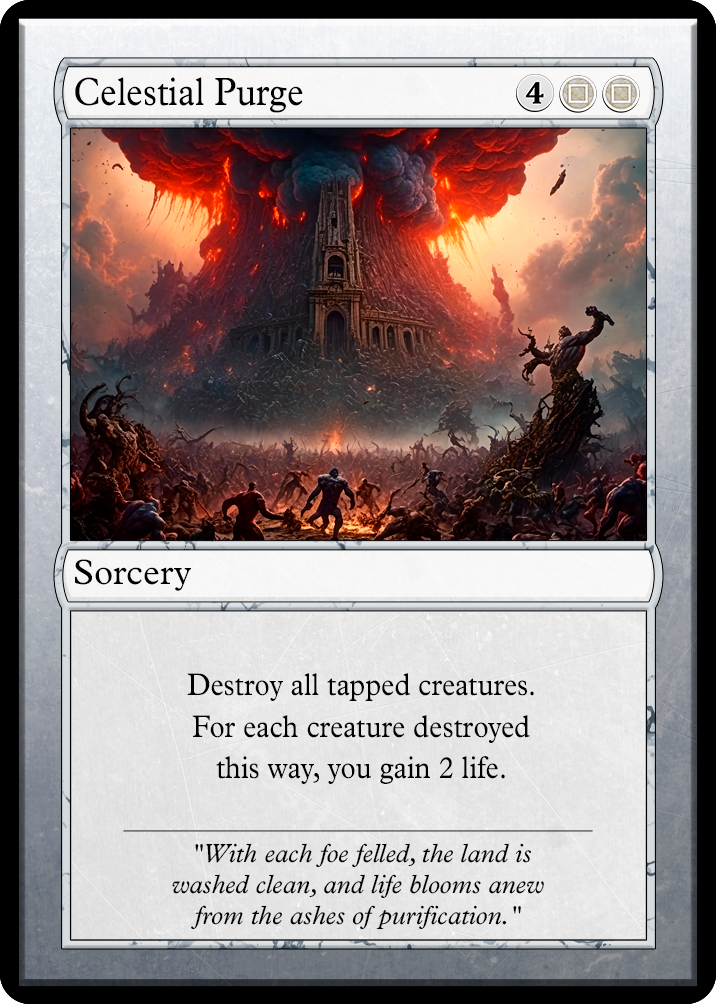 Celestial Purge 4
Sorcery
Destroy all tapped creatures.
For each creature destroyed
this way, you gain 2 life.
"With each foe felled, the land is
washed clean, and life blooms anew
from the ashes of purification."